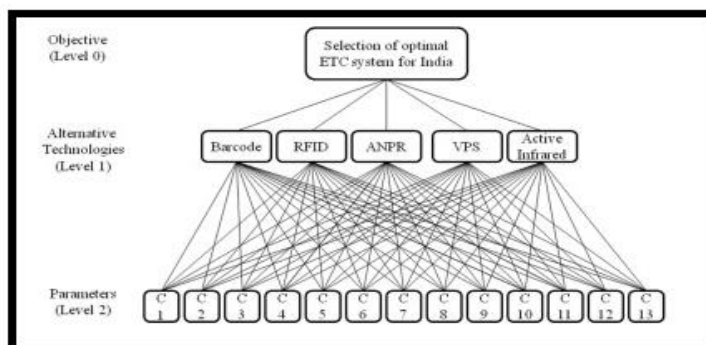 Objective
(Level 0)
Selection of optimal
ETC system for India
Alternative
Technologies
(Level 1)
Barcode RFID ANPR VPS Active
Infrared
Parameters
(Level 2)
C C C C C C C C C C C C C
1 2 3 4 5 6 7 8 9 10 11 12 13